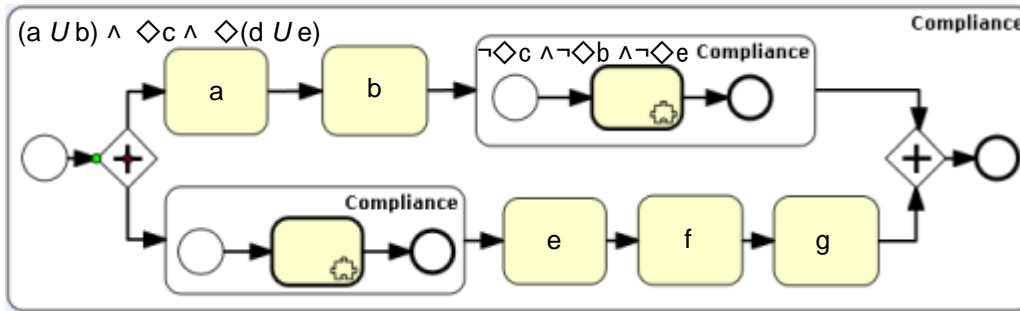 Compliance
(a U b) ∧ ◇c ∧ ◇(d U e)
¬◇c ∧¬◇b ∧¬◇e Compliance
a
b
Compliance
e
f
g